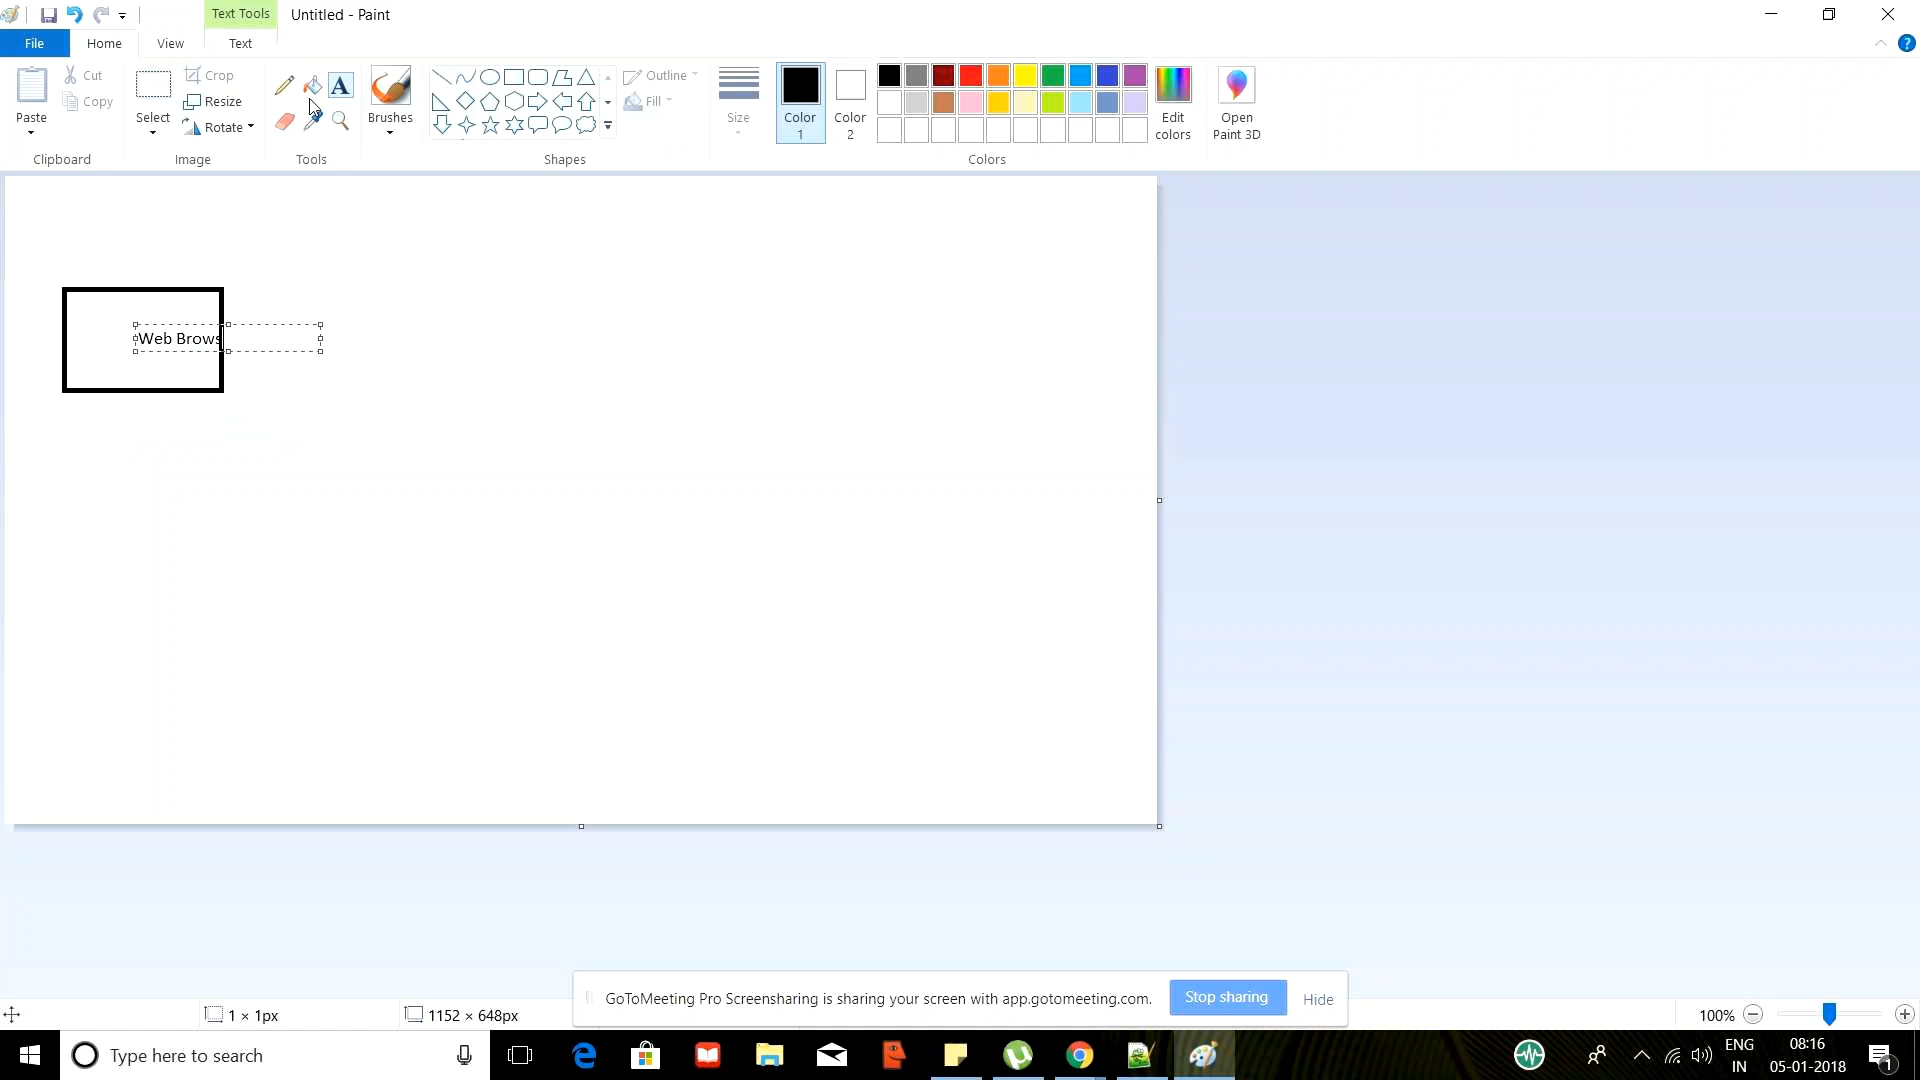 Text Tools
Untitled - Paint
File
Home
View
Text
Paste
Cut
Copy
Clipboard
Select
Crop
Resize
Rotate
Image
A
Tools
Brushes
Outline
Fill
Shapes
Size
Color
1
Color
2
Colors
Edit
colors
Open
Paint 3D
?
Web Brows
GoToMeeting Pro Screensharing is sharing your screen with app.gotomeeting.com.
Stop sharing
Hide
1 × 1px
1152 × 648px
100%
Type here to search
ENG
IN
08:16
05-01-2018
1